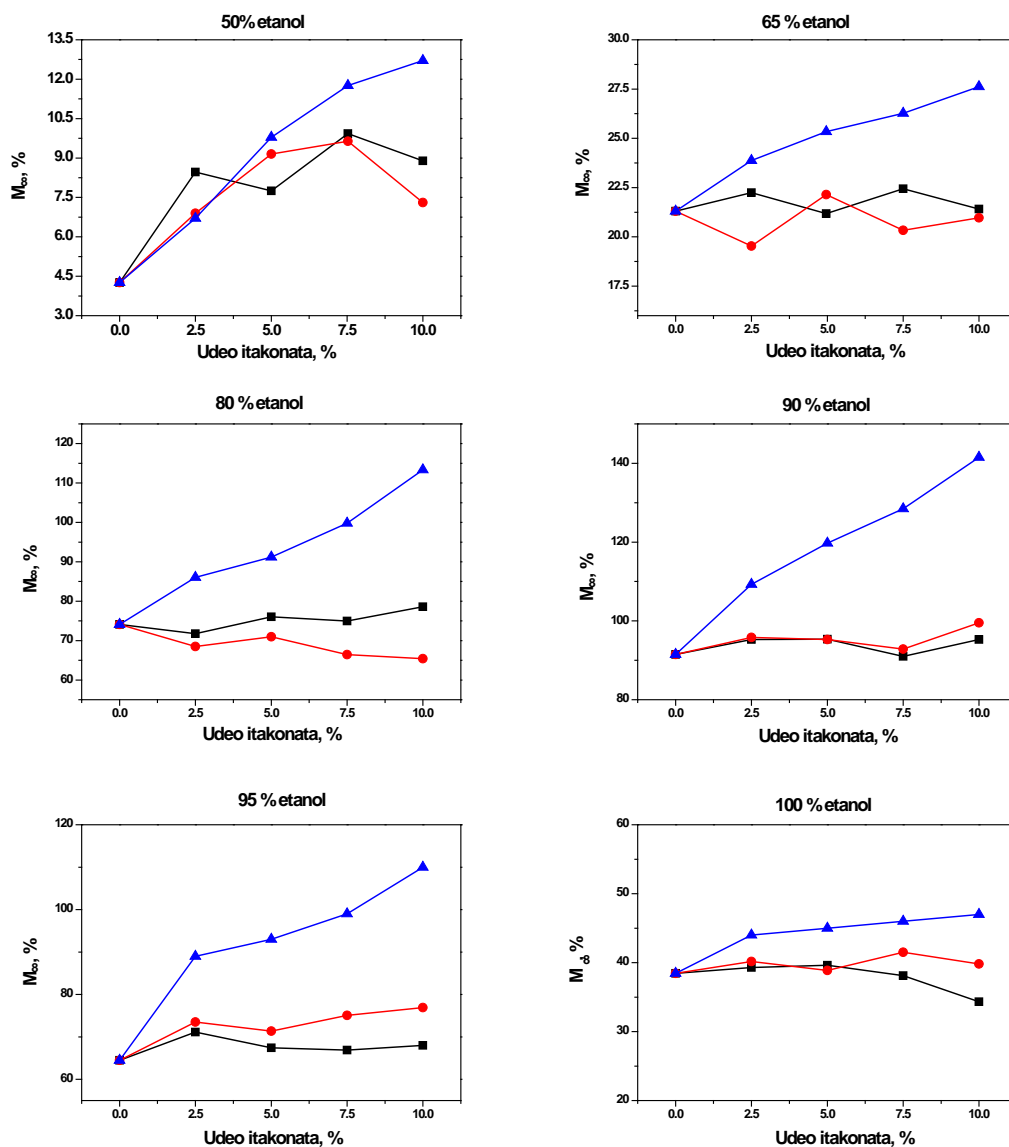 50% etanol
M∞, %
13.5
12.0
10.5
9.0
7.5
6.0
4.5
3.0
0.0 2.5 5.0 7.5 10.0
Udeo itakonata, %
65 % etanol
M∞, %
30.0
27.5
25.0
22.5
20.0
17.5
0.0 2.5 5.0 7.5 10.0
Udeo itakonata, %
80 % etanol
M∞, %
120
110
100
90
80
70
60
0.0 2.5 5.0 7.5 10.0
Udeo itakonata, %
90 % etanol
M∞, %
140
120
100
80
0.0 2.5 5.0 7.5 10.0
Udeo itakonata, %
95 % etanol
M∞, %
120
100
80
60
0.0 2.5 5.0 7.5 10.0
Udeo itakonata, %
100 % etanol
M∞, %
60
50
40
30
20
0.0 2.5 5.0 7.5 10.0
Udeo itakonata, %